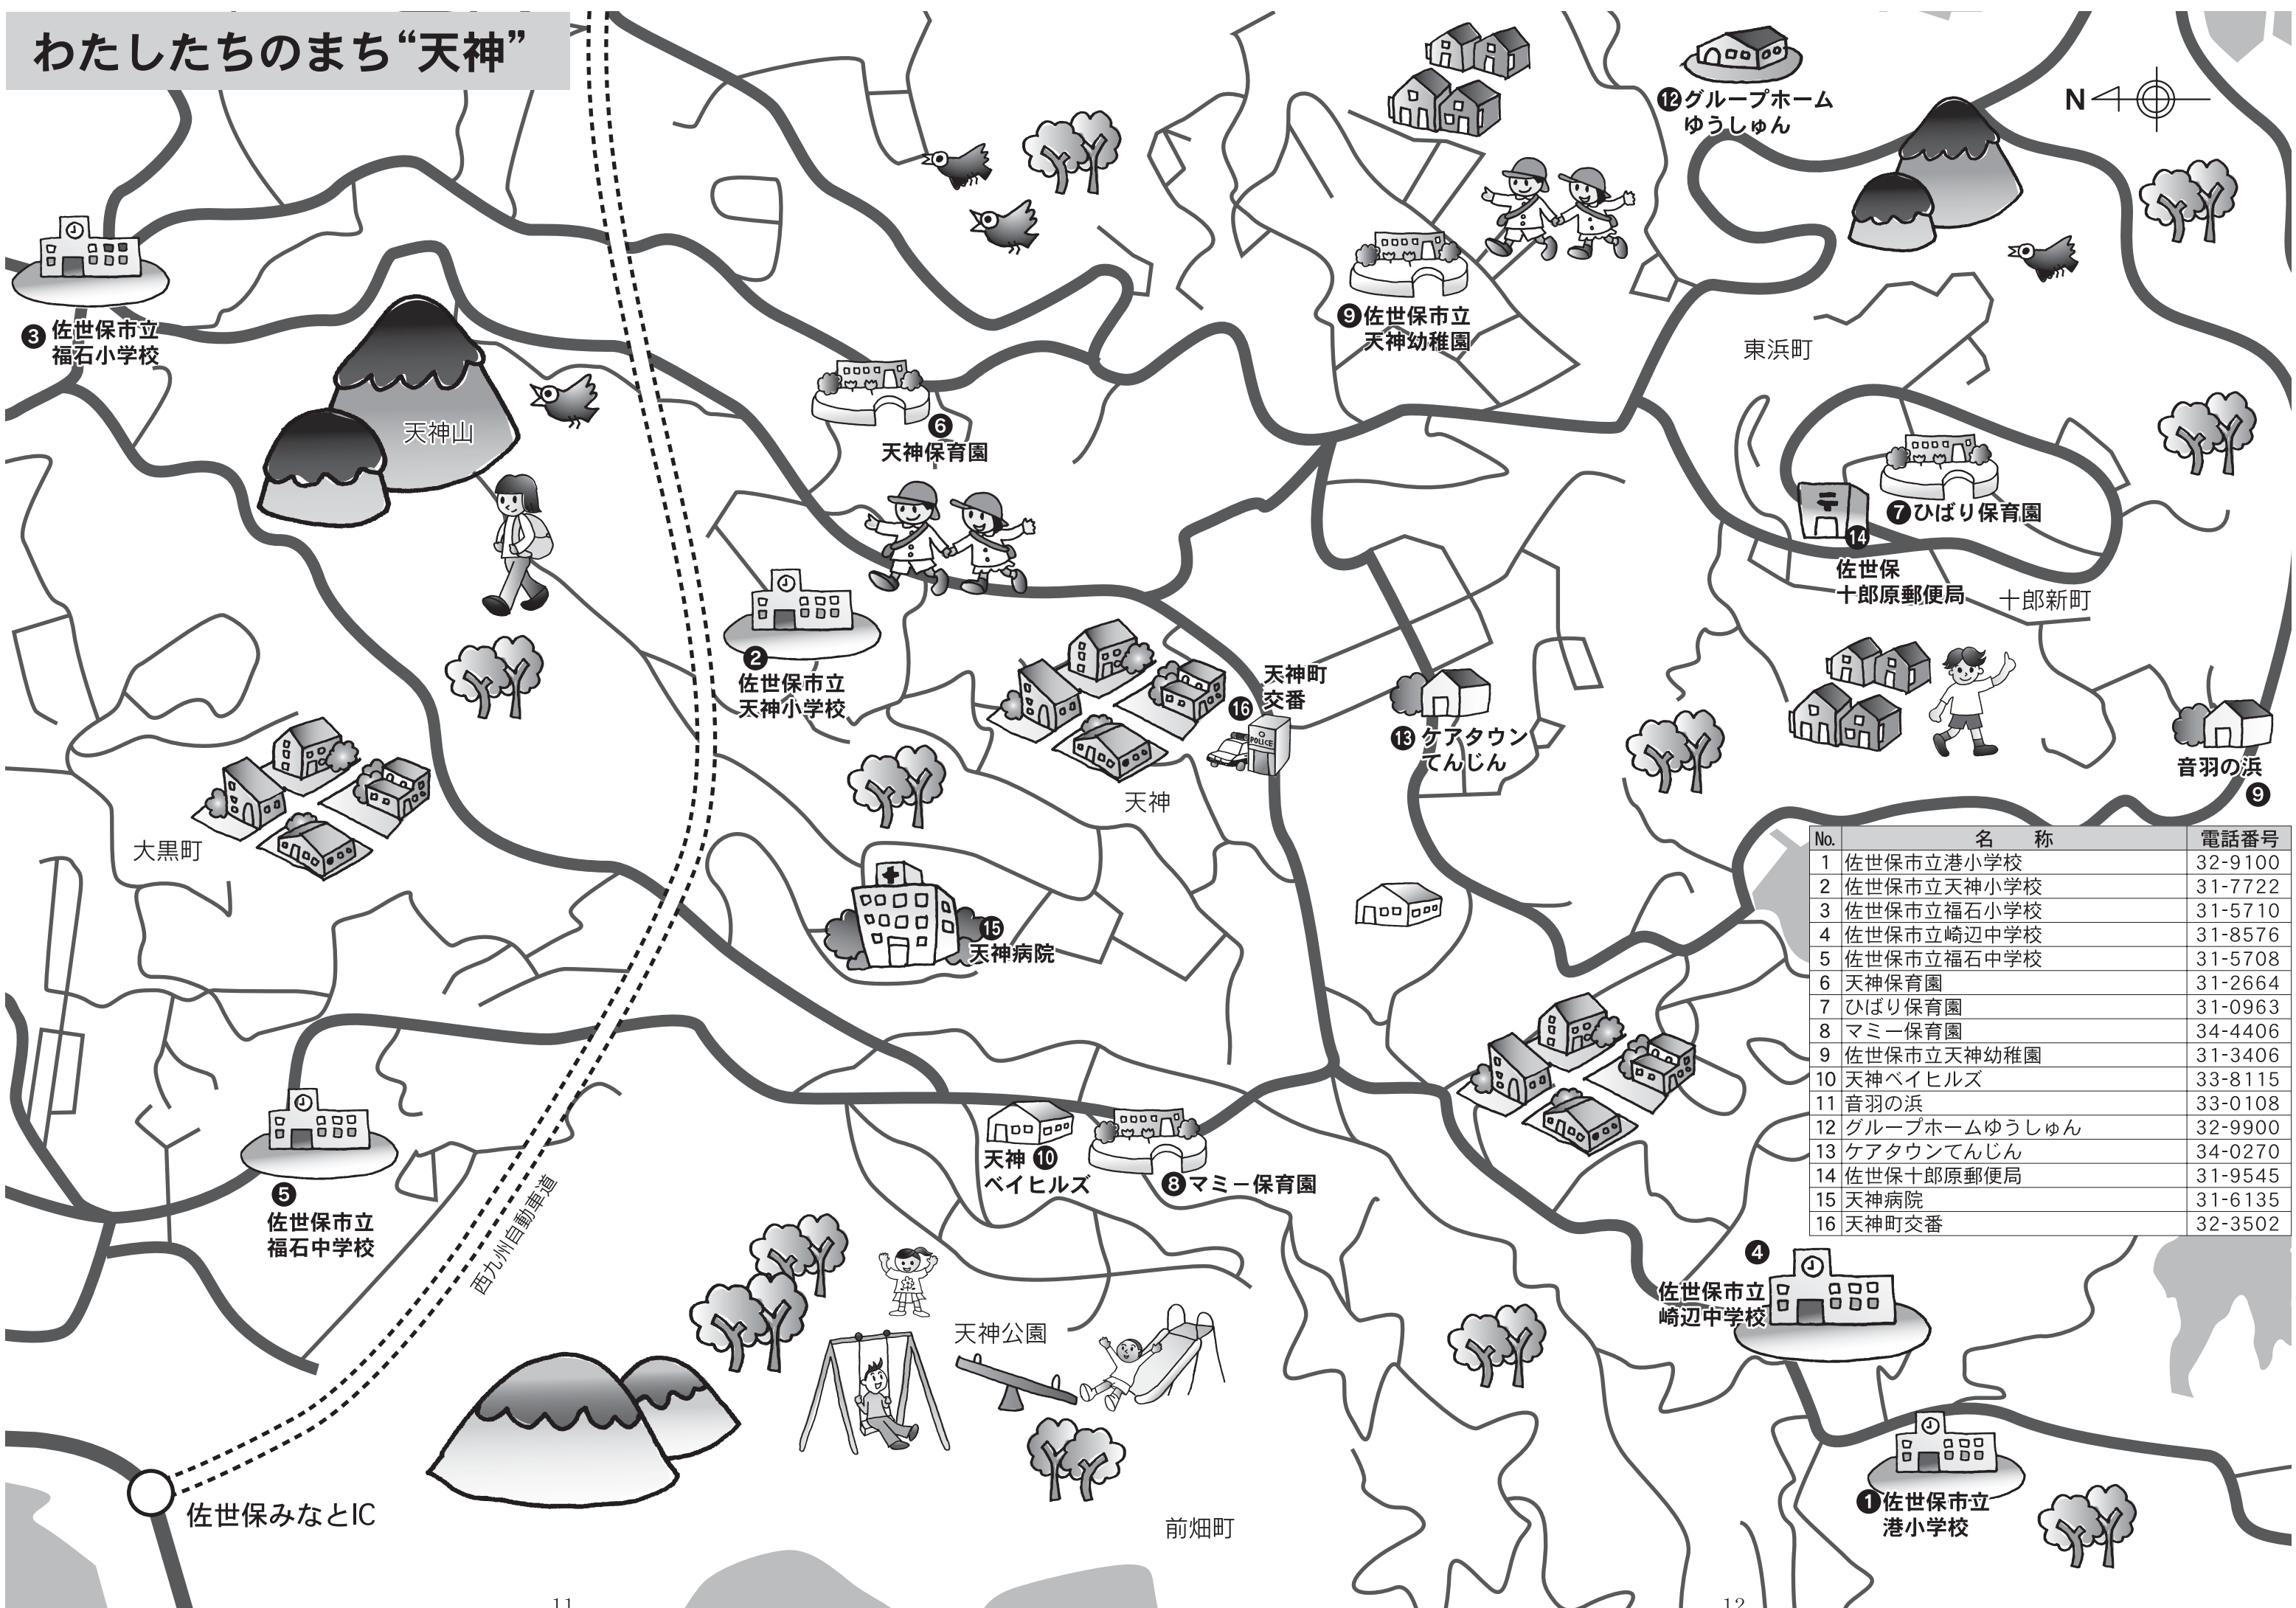 わたしたちのまち“天神”
⓬グループホーム
ゆうしゅん
N
❸ 佐世保市立
福石小学校
❾佐世保市立
天神幼稚園
東浜町
天神山
❻
天神保育園
❼ひばり保育園
⓮
佐世保
十郎原郵便局
十郎新町
❷
佐世保市立
天神小学校
天神町
⓰ 交番
POLICE
⓭ケアタウン
てんじん
音羽の浜
❾
天神
大黒町
⓯
天神病院
No. 名 称 電話番号
1 佐世保市立港小学校 32-9100
2 佐世保市立天神小学校 31-7722
3 佐世保市立福石小学校 31-5710
4 佐世保市立崎辺中学校 31-8576
5 佐世保市立福石中学校 31-5708
6 天神保育園 31-2664
7 ひばり保育園 31-0963
8 マミー保育園 34-4406
9 佐世保市立天神幼稚園 31-3406
10 天神ベイヒルズ 33-8115
11 音羽の浜 33-0108
12 グループホームゆうしゅん 32-9900
13 ケアタウンてんじん 34-0270
14 佐世保十郎原郵便局 31-9545
15 天神病院 31-6135
16 天神町交番 32-3502
天神 ❿
ベイヒルズ
❽マミー保育園
❺
佐世保市立
福石中学校
西九州自動車道
❹
佐世保市立
崎辺中学校
天神公園
佐世保みなとIC
❶佐世保市立
港小学校
前畑町
11
12